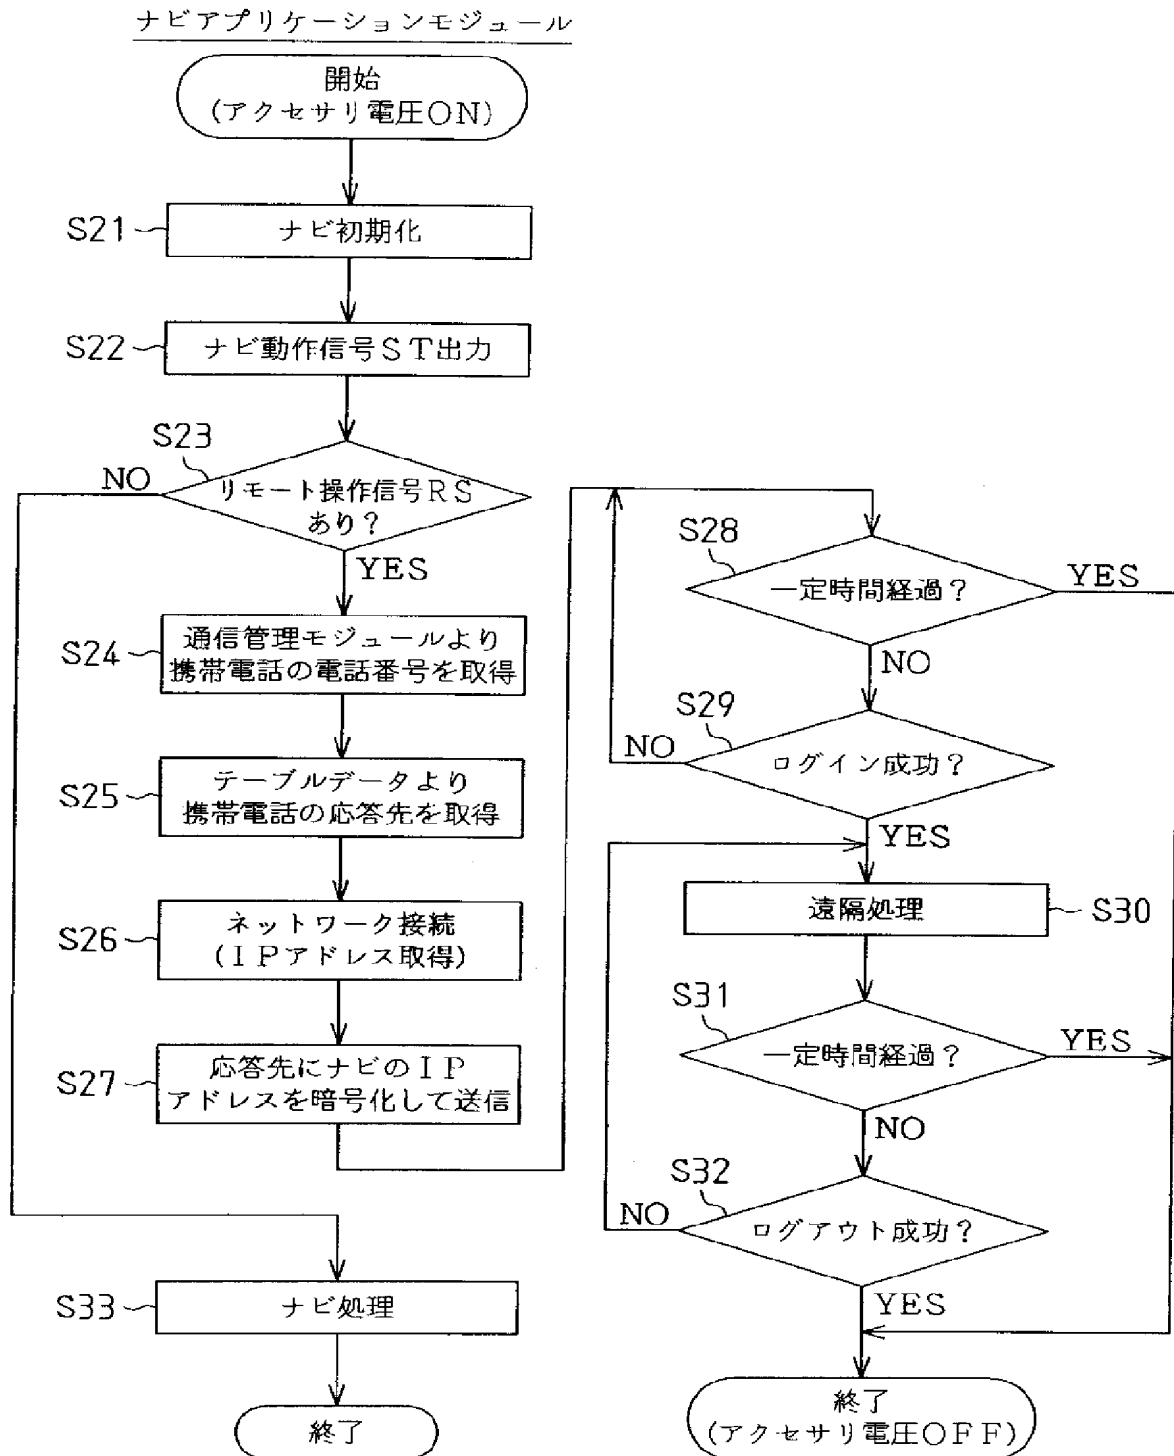 ナビアプリケーションモジュール
開始
(アクセサリ電圧ON)
S21
ナビ初期化
S22
ナビ動作信号ST出力
S23
NO
リモート操作信号RS
あり?
YES
S24
通信管理モジュールより
携帯電話の電話番号を取得
S25
テーブルデータより
携帯電話の応答先を取得
S26
ネットワーク接続
(IPアドレス取得)
S27
応答先にナビのIP
アドレスを暗号化して送信
S28
一定時間経過?
YES
NO
S29
NO
ログイン成功?
YES
遠隔処理
S30
S31
一定時間経過?
YES
NO
S32
NO
ログアウト成功?
YES
終了
(アクセサリ電圧OFF)
S33
ナビ処理
終了